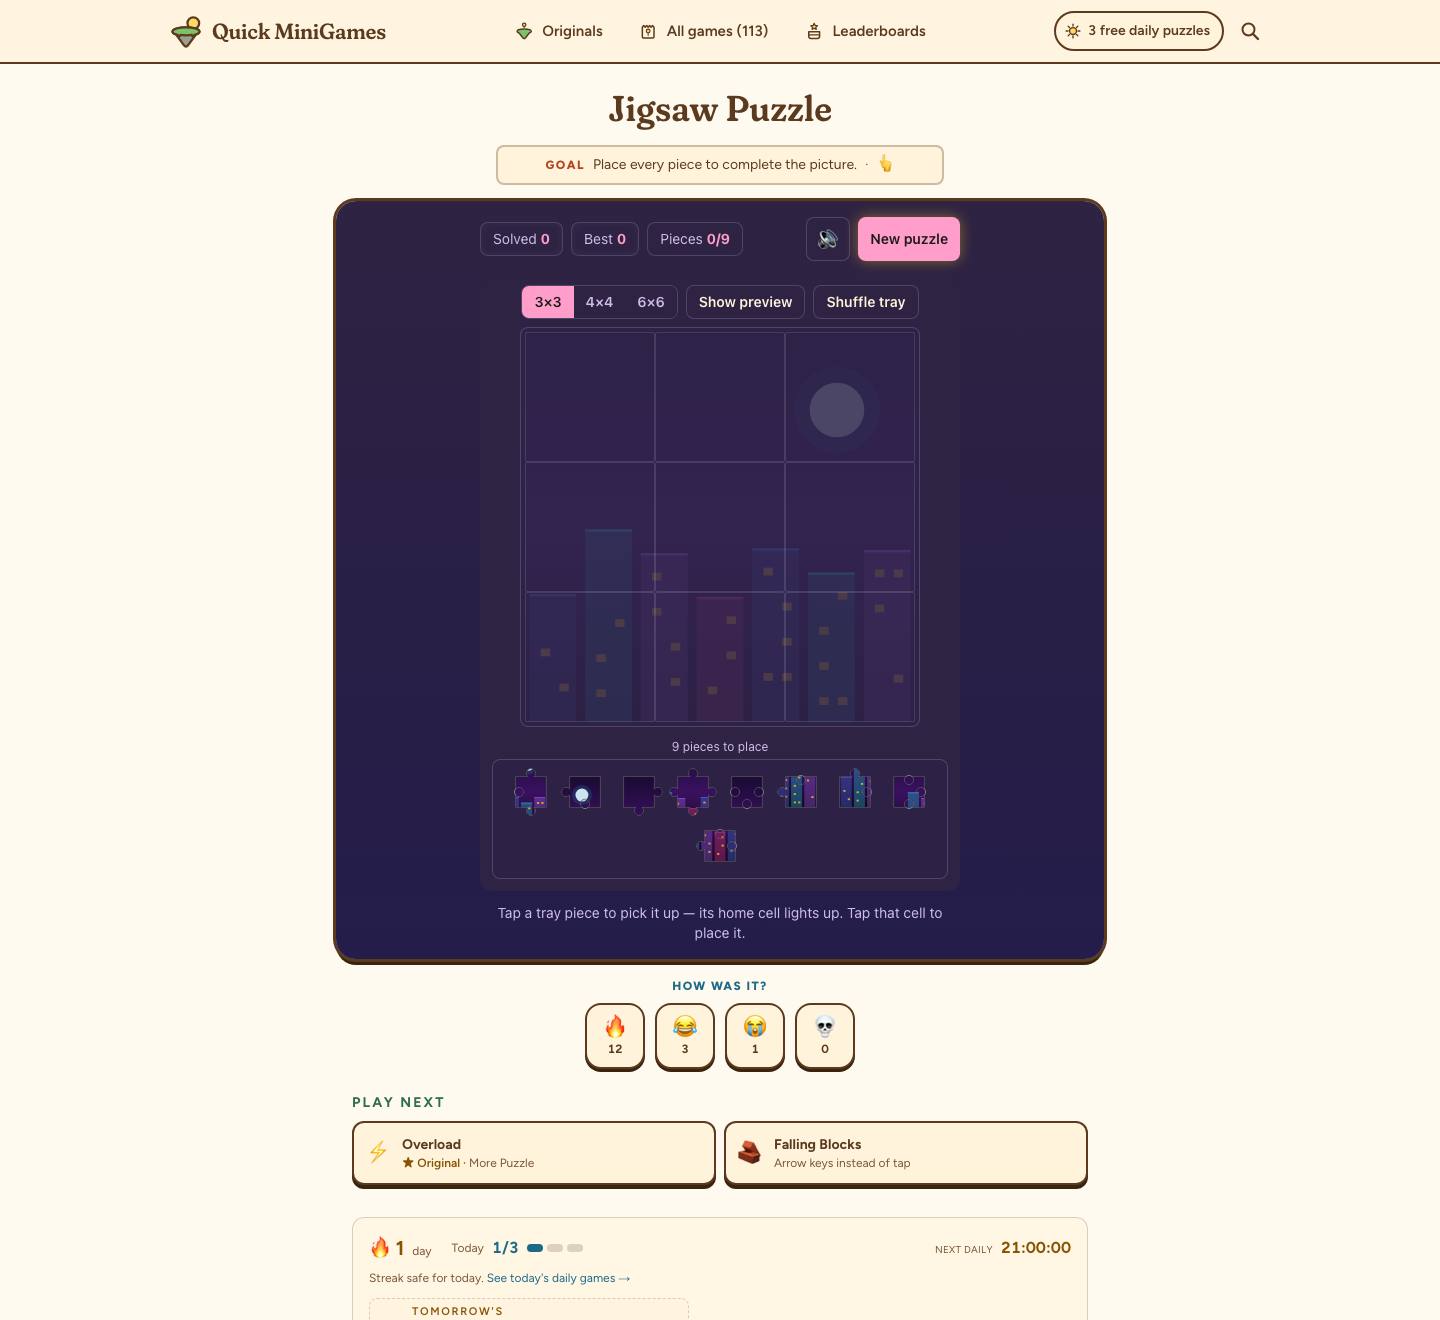 Quick MiniGames
Originals
All games (113)
Leaderboards
3 free daily puzzles
Jigsaw Puzzle
GOAL Place every piece to complete the picture. ·
Solved 0
Best 0
Pieces 0/9
New puzzle
3×3
4×4
6×6
Show preview
Shuffle tray
9 pieces to place
Tap a tray piece to pick it up — its home cell lights up. Tap that cell to
place it.
HOW WAS IT?
12
3
1
0
PLAY NEXT
Overload
Original · More Puzzle
Falling Blocks
Arrow keys instead of tap
1 day
Today 1/3
NEXT DAILY 21:00:00
Streak safe for today. See today's daily games →
TOMORROW'S